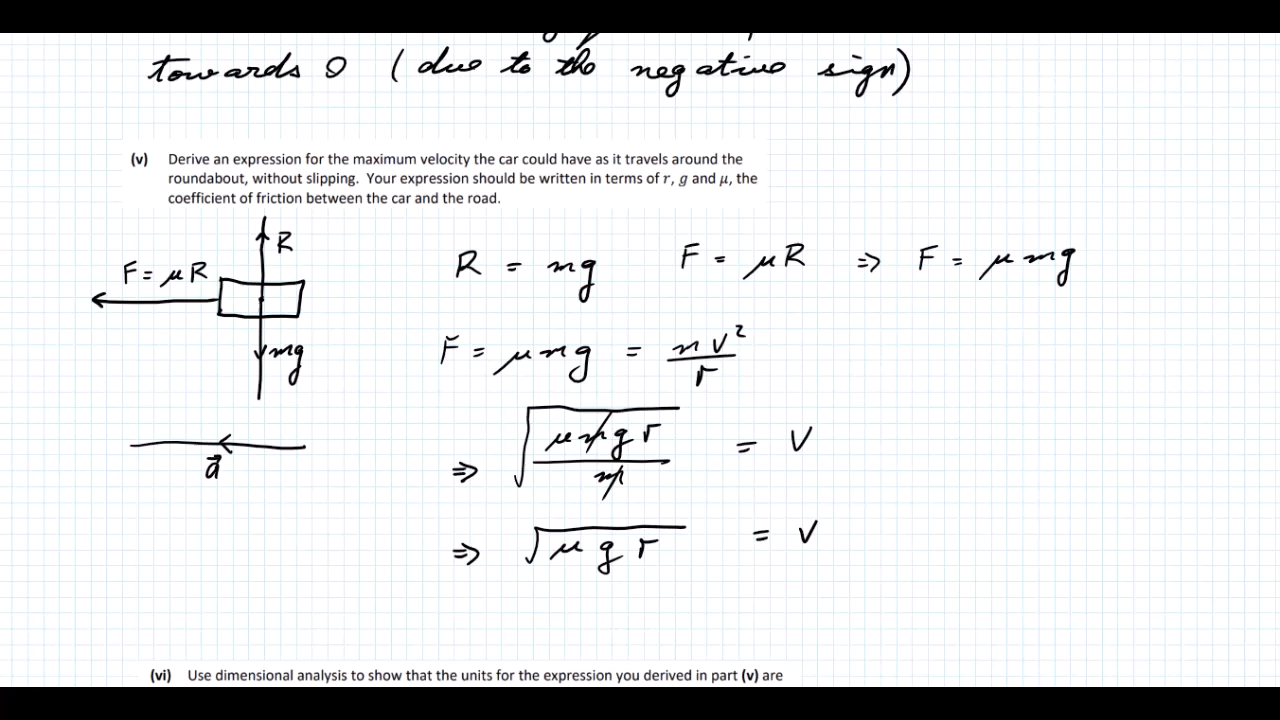 towards O (due to the negative sign)
(v) Derive an expression for the maximum velocity the car could have as it travels around the
roundabout, without slipping. Your expression should be written in terms of r, g and μ, the
coefficient of friction between the car and the road.
R
F = μR
mg
a⃗
R = mg F = μR ⇒ F = μmg
F = μmg = mv²/r
⇒ √(μmgr/m) = v
⇒ √(μgr) = v
(vi) Use dimensional analysis to show that the units for the expression you derived in part (v) are